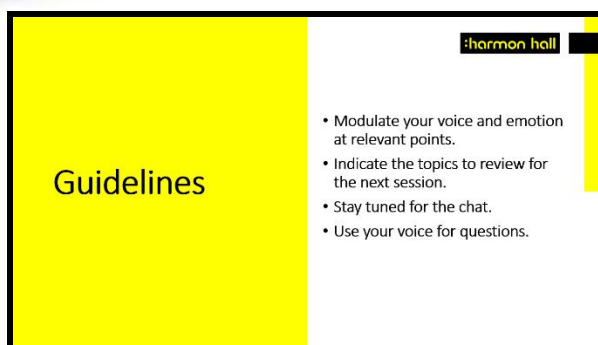 :harmon hall
Guidelines
• Modulate your voice and emotion
at relevant points.
• Indicate the topics to review for
the next session.
• Stay tuned for the chat.
• Use your voice for questions.